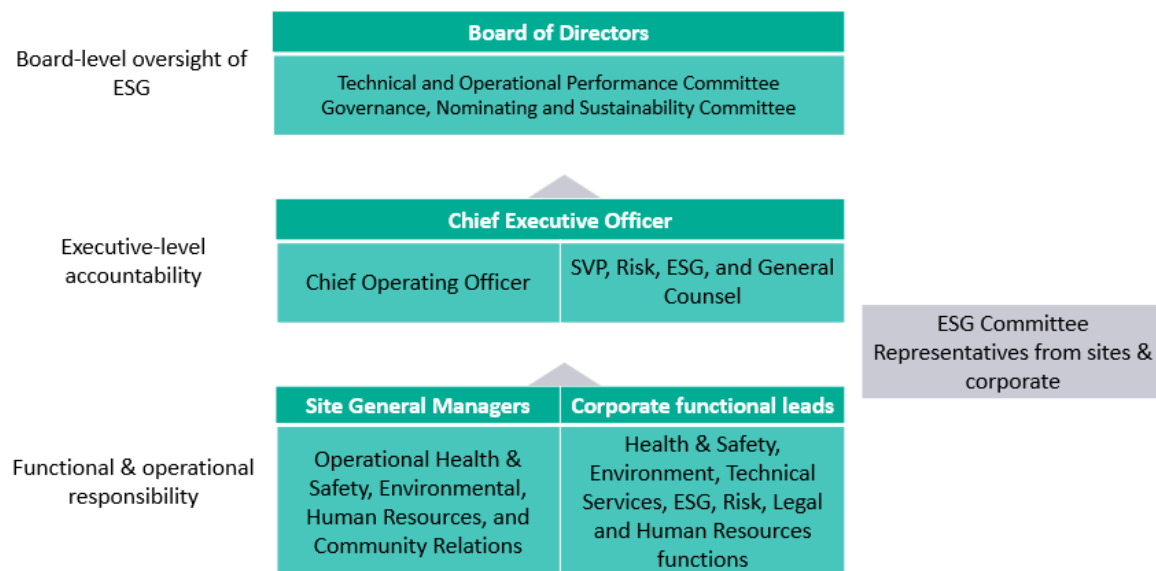 Board-level oversight of
ESG
Board of Directors
Technical and Operational Performance Committee
Governance, Nominating and Sustainability Committee
Executive-level
accountability
Chief Executive Officer
Chief Operating Officer
SVP, Risk, ESG, and General
Counsel
ESG Committee
Representatives from sites &
corporate
Functional & operational
responsibility
Site General Managers
Operational Health &
Safety, Environmental,
Human Resources, and
Community Relations
Corporate functional leads
Health & Safety,
Environment, Technical
Services, ESG, Risk, Legal
and Human Resources
functions